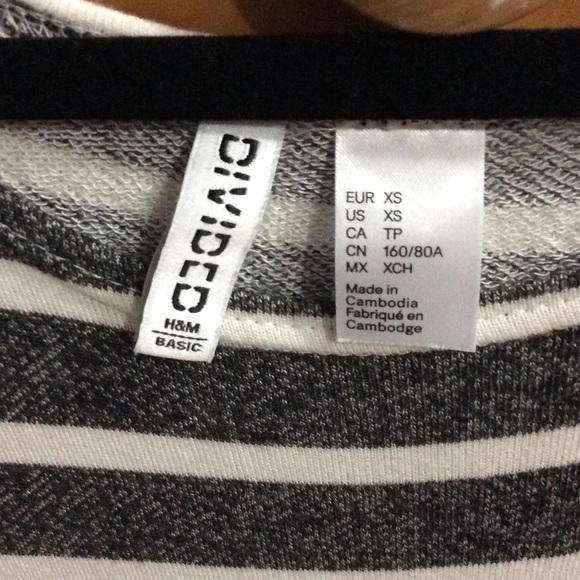 DIVIDED
H&M
BASIC
EUR XS
US XS
CA TP
CN 160/80A
MX XCH
Made in
Cambodia
Fabriqué en
Cambodge